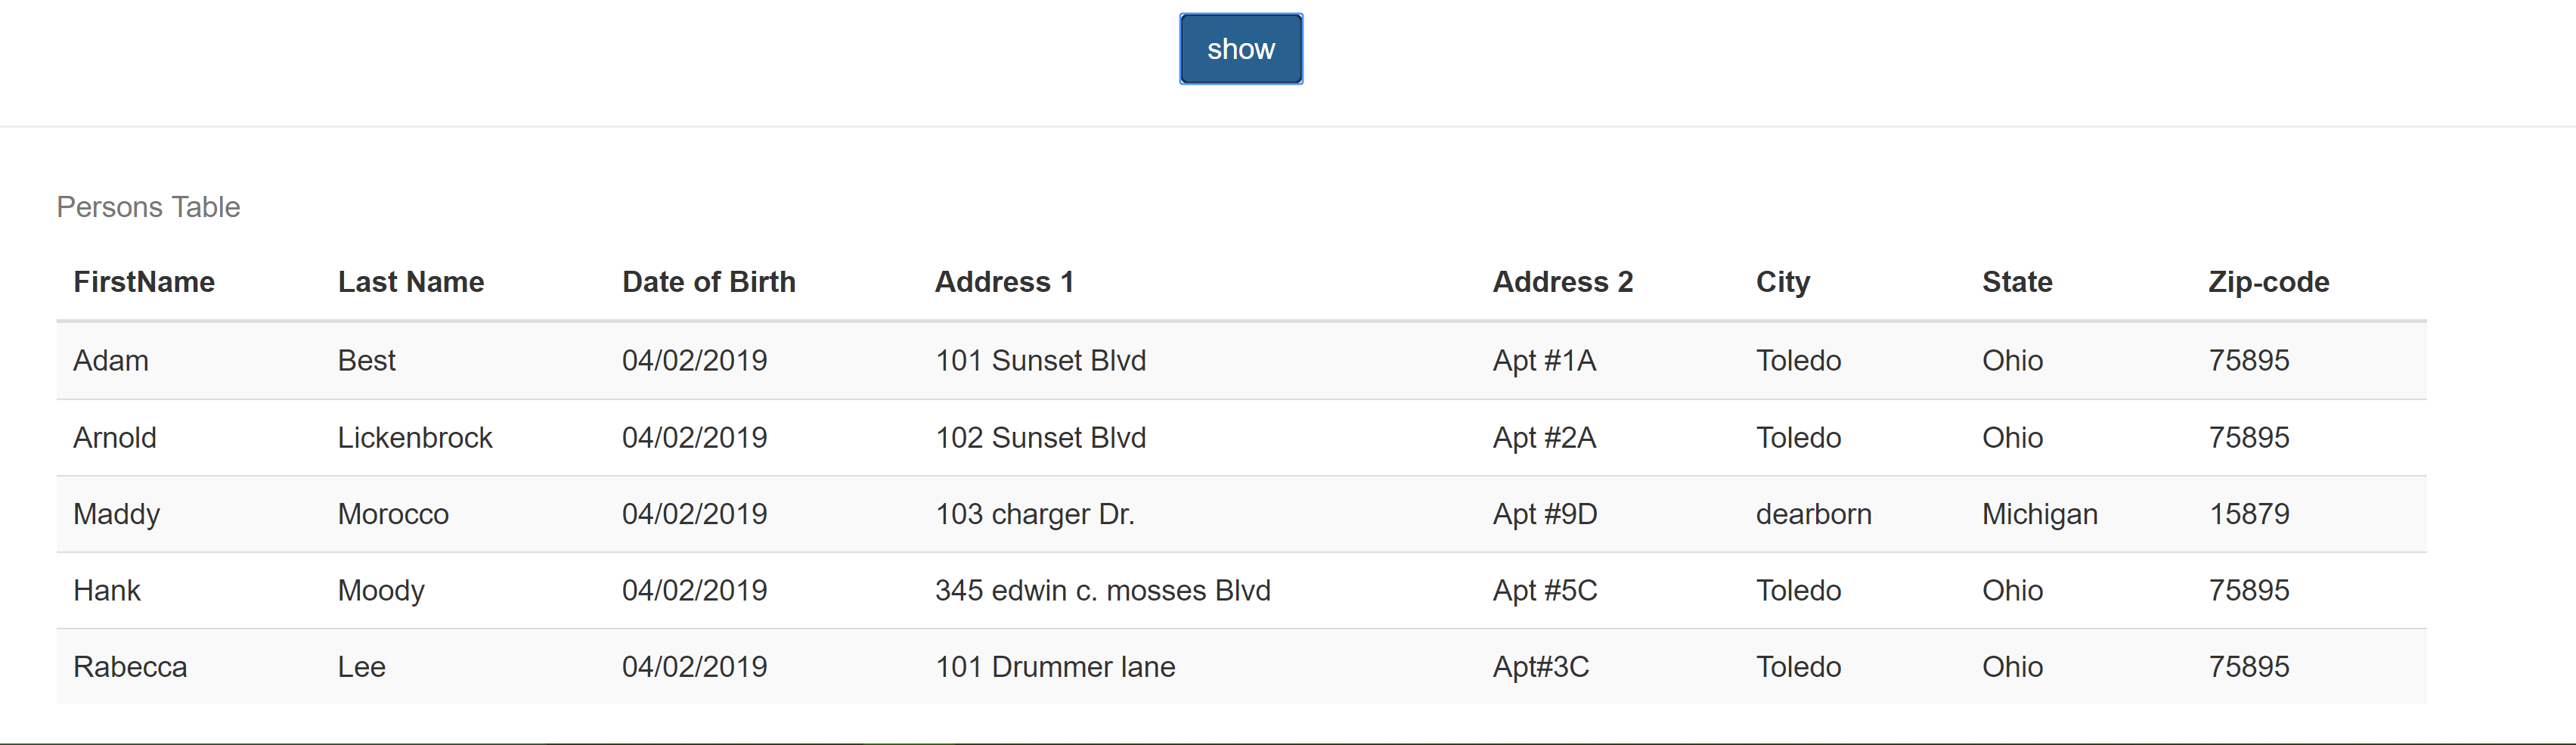 show
Persons Table
FirstName Last Name Date of Birth Address 1 Address 2 City State Zip-code
Adam Best 04/02/2019 101 Sunset Blvd Apt #1A Toledo Ohio 75895
Arnold Lickenbrock 04/02/2019 102 Sunset Blvd Apt #2A Toledo Ohio 75895
Maddy Morocco 04/02/2019 103 charger Dr. Apt #9D dearborn Michigan 15879
Hank Moody 04/02/2019 345 edwin c. mosses Blvd Apt #5C Toledo Ohio 75895
Rabecca Lee 04/02/2019 101 Drummer lane Apt#3C Toledo Ohio 75895